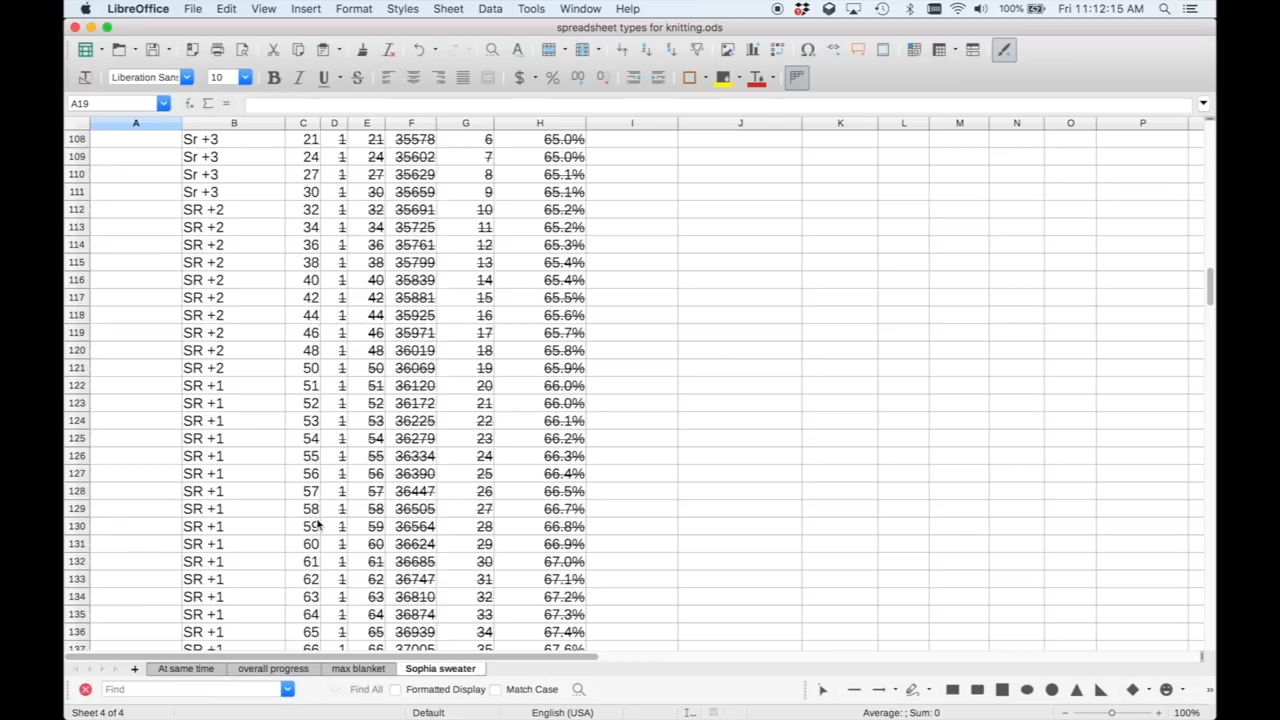 LibreOffice File Edit View Insert Format Styles Sheet Data Tools Window Help 100% Fri 11:12:15 AM
spreadsheet types for knitting.ods
Liberation Sans 10
A19
A B C D E F G H I J K L M N O P
108 Sr +3 21 1 21 35578 6 65.0%
109 Sr +3 24 1 24 35602 7 65.0%
110 Sr +3 27 1 27 35629 8 65.1%
111 Sr +3 30 1 30 35659 9 65.1%
112 SR +2 32 1 32 35691 10 65.2%
113 SR +2 34 1 34 35725 11 65.2%
114 SR +2 36 1 36 35761 12 65.3%
115 SR +2 38 1 38 35799 13 65.4%
116 SR +2 40 1 40 35839 14 65.4%
117 SR +2 42 1 42 35881 15 65.5%
118 SR +2 44 1 44 35925 16 65.6%
119 SR +2 46 1 46 35971 17 65.7%
120 SR +2 48 1 48 36019 18 65.8%
121 SR +2 50 1 50 36069 19 65.9%
122 SR +1 51 1 51 36120 20 66.0%
123 SR +1 52 1 52 36172 21 66.0%
124 SR +1 53 1 53 36225 22 66.1%
125 SR +1 54 1 54 36279 23 66.2%
126 SR +1 55 1 55 36334 24 66.3%
127 SR +1 56 1 56 36390 25 66.4%
128 SR +1 57 1 57 36447 26 66.5%
129 SR +1 58 1 58 36505 27 66.7%
130 SR +1 59 1 59 36564 28 66.8%
131 SR +1 60 1 60 36624 29 66.9%
132 SR +1 61 1 61 36685 30 67.0%
133 SR +1 62 1 62 36747 31 67.1%
134 SR +1 63 1 63 36810 32 67.2%
135 SR +1 64 1 64 36874 33 67.3%
136 SR +1 65 1 65 36939 34 67.4%
137 SR +1 66 1 66 37005 35 67.6%
At same time overall progress max blanket Sophia sweater
Find Find All Formatted Display Match Case
Sheet 4 of 4 Default English (USA) Average: ; Sum: 0 100%